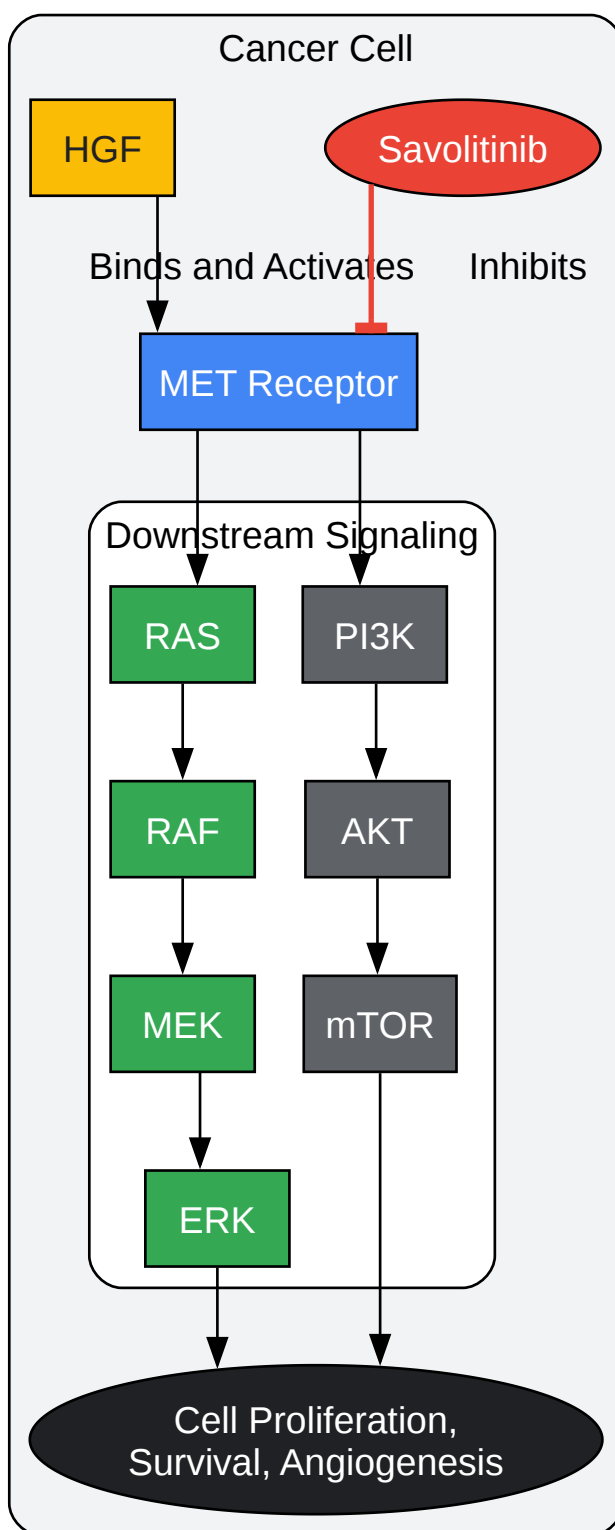 Cancer Cell
HGF
Savolitinib
Binds and Activates
Inhibits
MET Receptor
Downstream Signaling
RAS
PI3K
RAF
AKT
MEK
mTOR
ERK
Cell Proliferation,
Survival, Angiogenesis